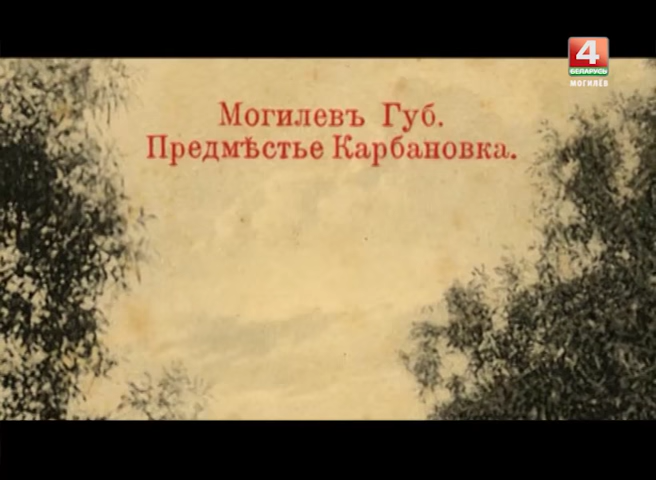 4
БЕЛАРУСЬ
МОГИЛЁВ
Могилевъ Губ.
Предмѣстье Карбановка.